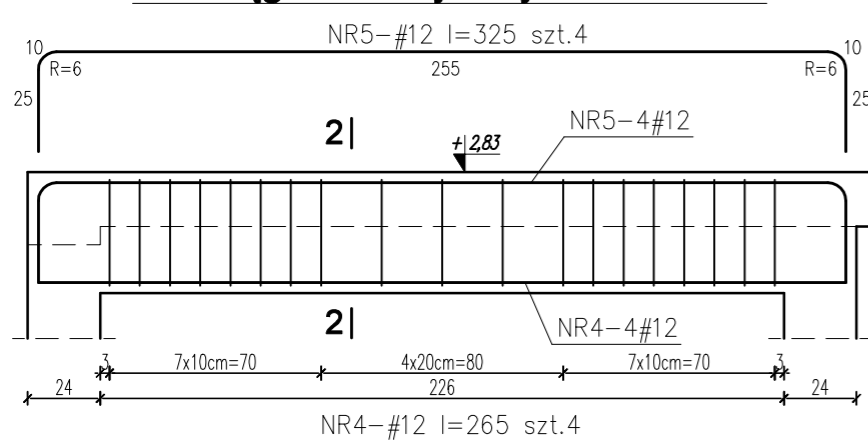 NR5-#12 l=325 szt.4
10 10
R=6 255 R=6
25 25
2| NR5-4#12
+2,83
2| NR4-4#12
3 7x10cm=70 4x20cm=80 7x10cm=70 3
24 226 24
NR4-#12 l=265 szt.4